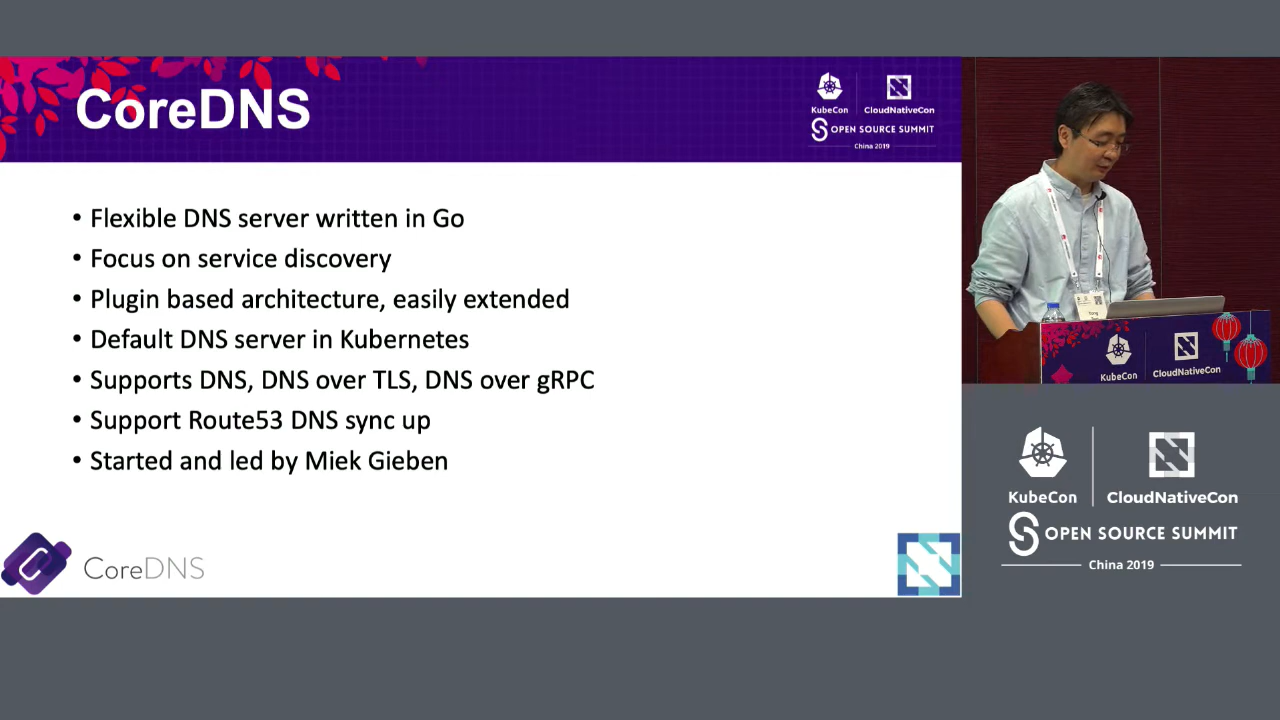 CoreDNS
KubeCon
CloudNativeCon
OPEN SOURCE SUMMIT
China 2019
• Flexible DNS server written in Go
• Focus on service discovery
• Plugin based architecture, easily extended
• Default DNS server in Kubernetes
• Supports DNS, DNS over TLS, DNS over gRPC
• Support Route53 DNS sync up
• Started and led by Miek Gieben
CoreDNS
Yong
KubeCon
CloudNativeCon
KubeCon
CloudNativeCon
OPEN SOURCE SUMMIT
China 2019